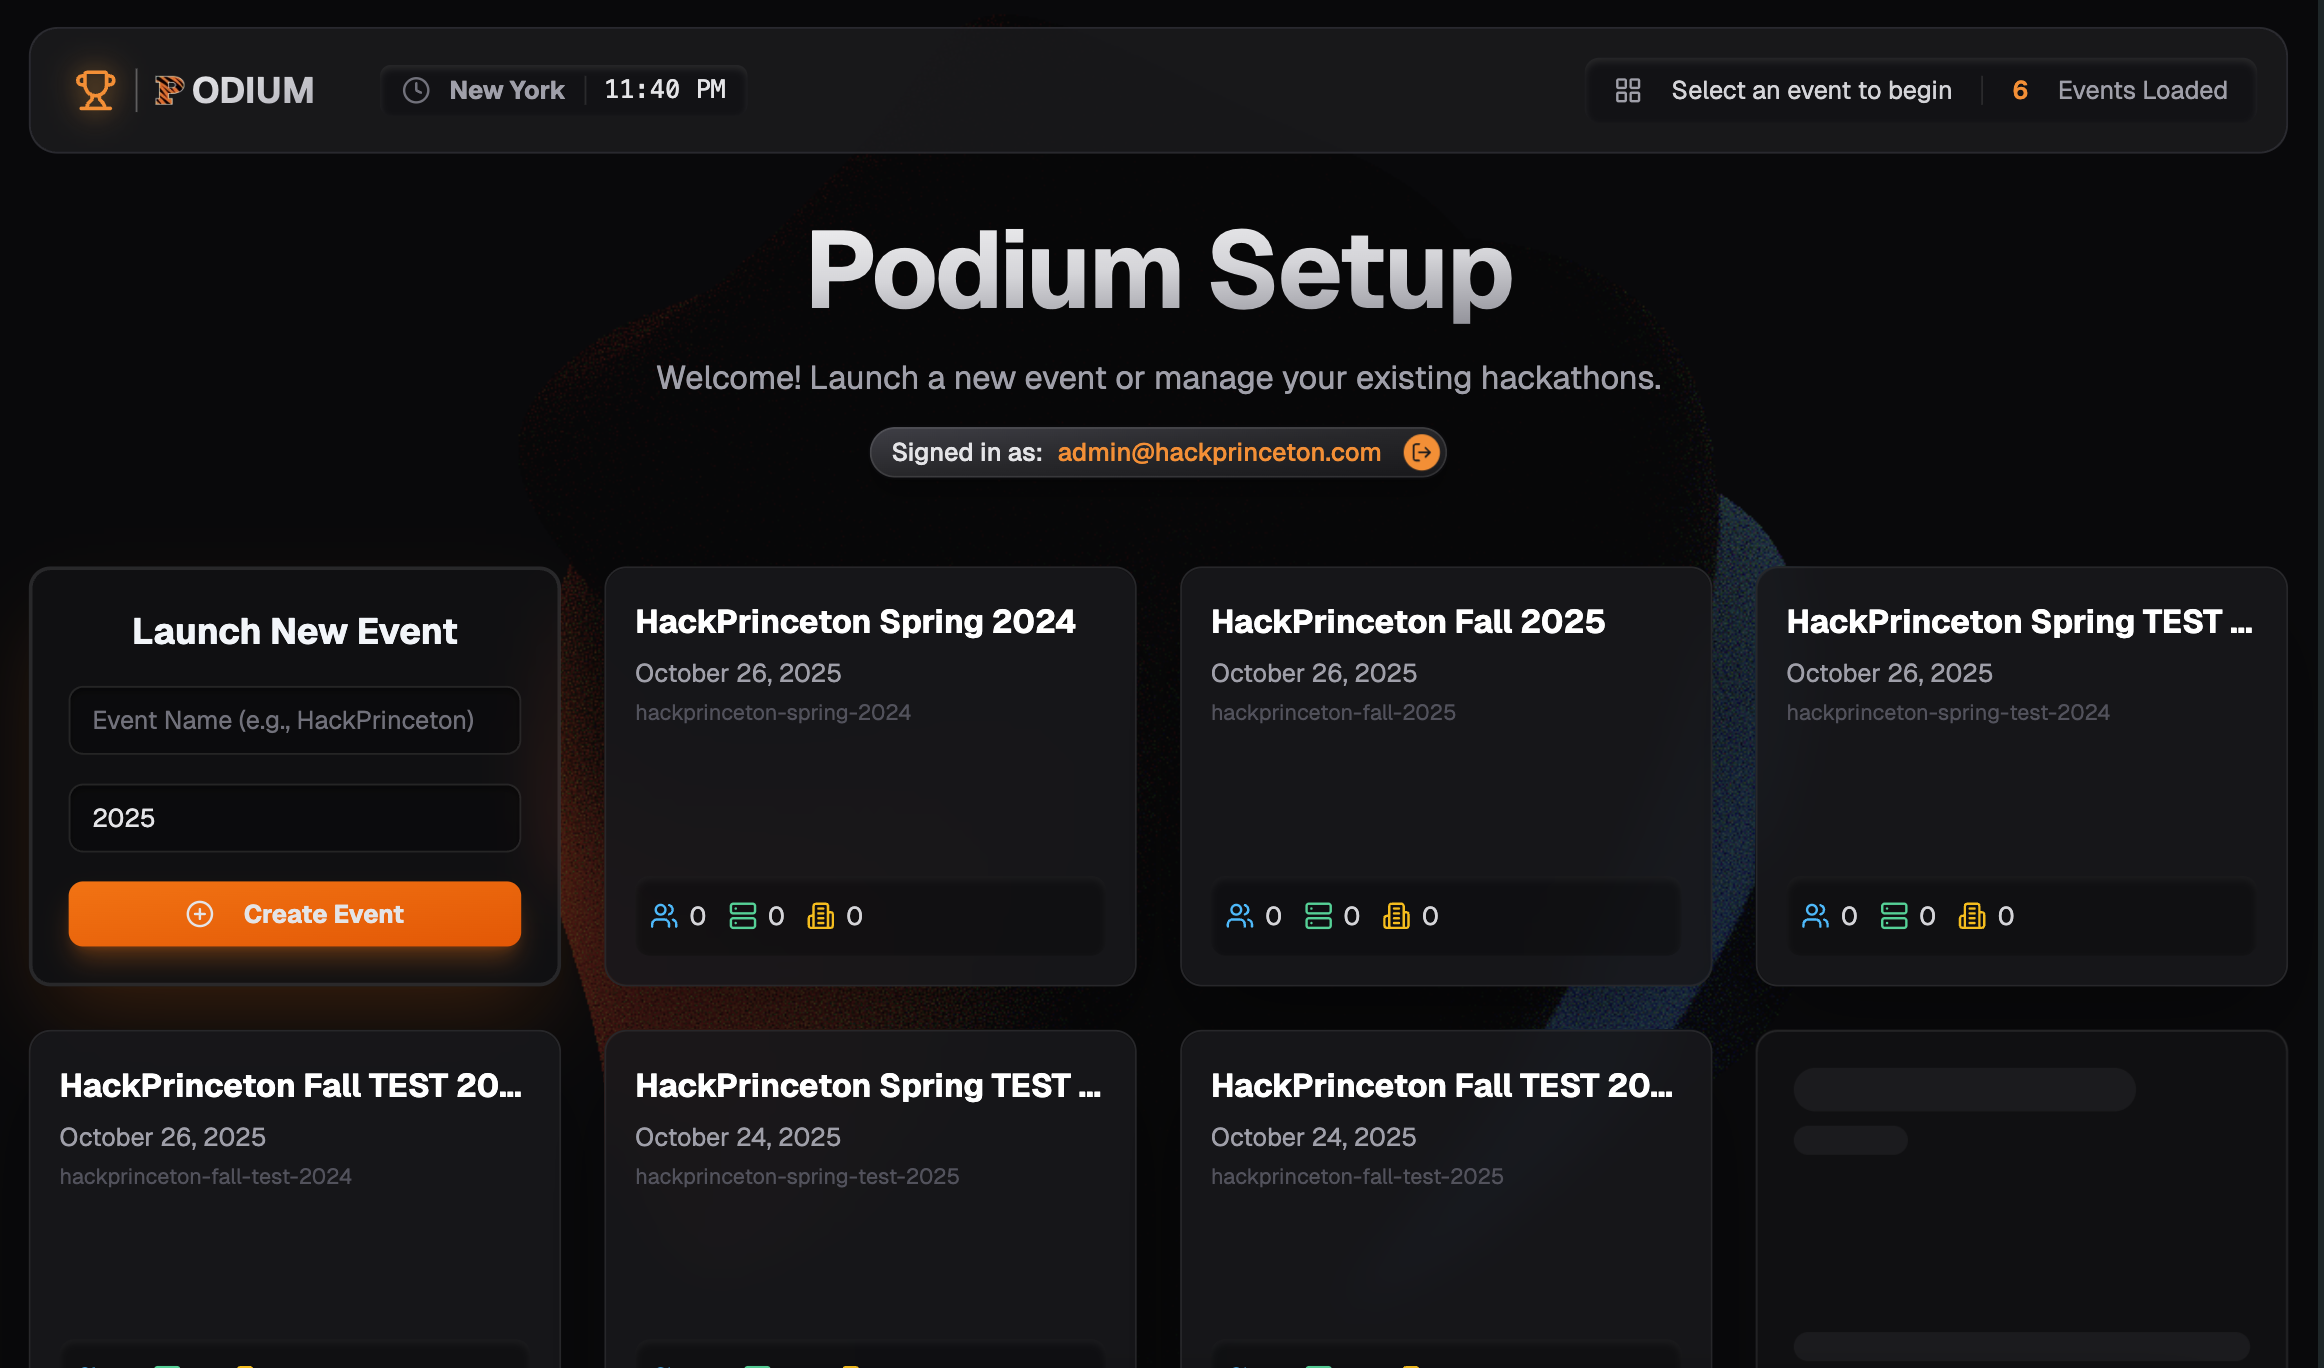 PODIUM
New York 11:40 PM
Select an event to begin 6 Events Loaded
Podium Setup
Welcome! Launch a new event or manage your existing hackathons.
Signed in as: admin@hackprinceton.com
Launch New Event
Event Name (e.g., HackPrinceton)
2025
Create Event
HackPrinceton Spring 2024
October 26, 2025
hackprinceton-spring-2024
0 0 0
HackPrinceton Fall 2025
October 26, 2025
hackprinceton-fall-2025
0 0 0
HackPrinceton Spring TEST ...
October 26, 2025
hackprinceton-spring-test-2024
0 0 0
HackPrinceton Fall TEST 20...
October 26, 2025
hackprinceton-fall-test-2024
HackPrinceton Spring TEST ...
October 24, 2025
hackprinceton-spring-test-2025
HackPrinceton Fall TEST 20...
October 24, 2025
hackprinceton-fall-test-2025